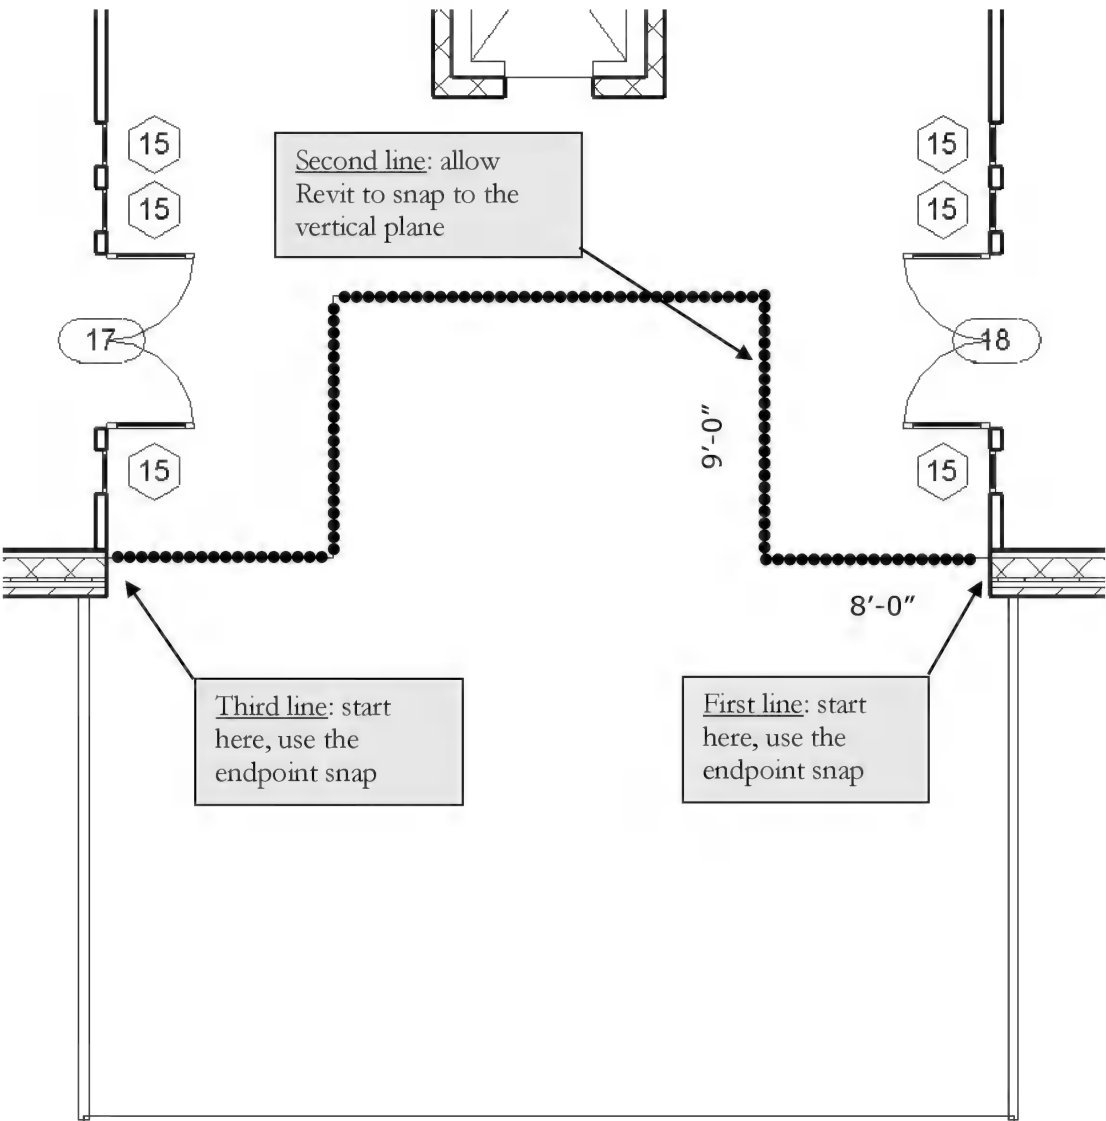 15
15
Second line: allow
Revit to snap to the
vertical plane
15
15
17
18
9'-0"
15
15
8'-0"
Third line: start
here, use the
endpoint snap
First line: start
here, use the
endpoint snap